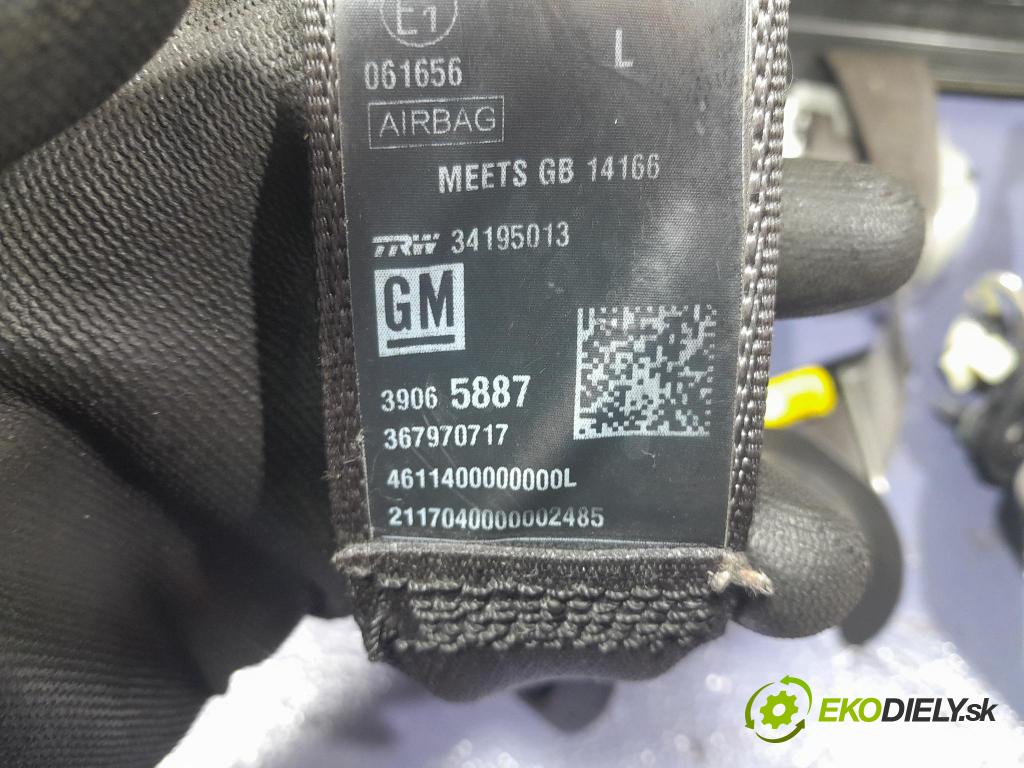 E1
L
061656
AIRBAG
MEETS GB 14166
TRW 34195013
GM
3906 5887
367970717
4611400000000L
2117040000002485
EKODIELY.sk